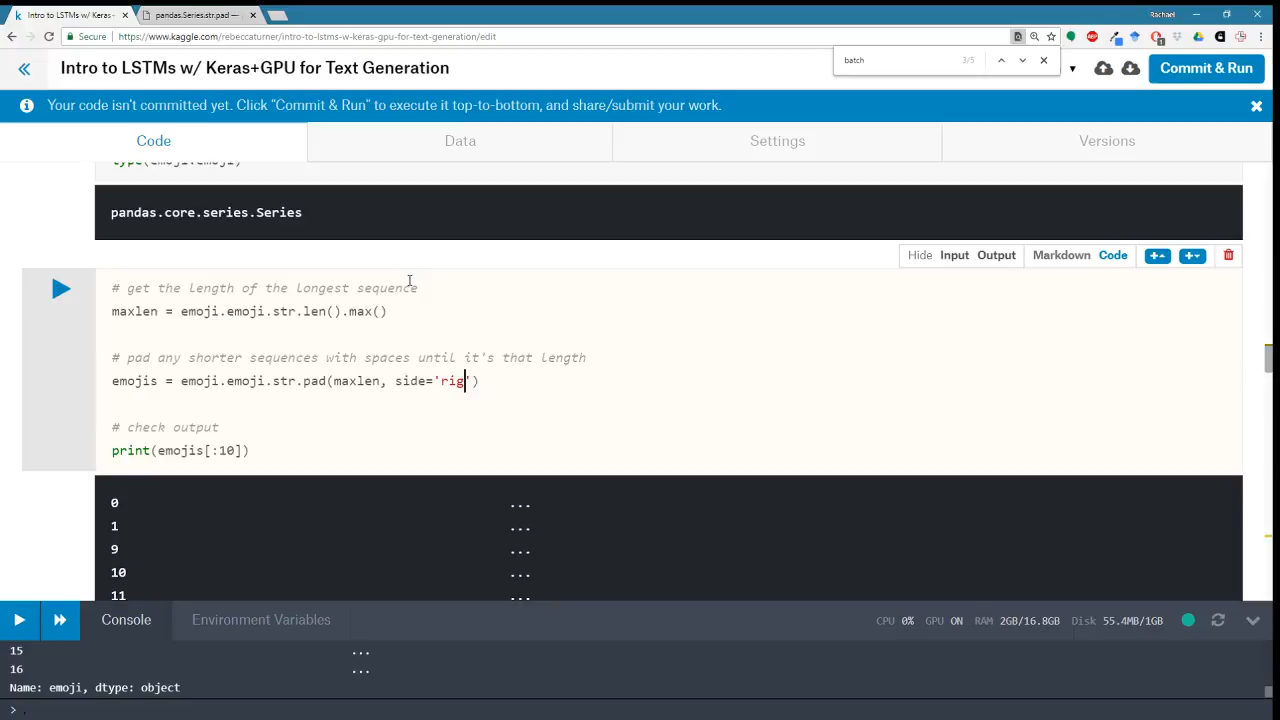 Intro to LSTMs w/ Keras+
pandas.Series.str.pad —
Rachael
Secure
https://www.kaggle.com/rebeccaturner/intro-to-lstms-w-keras-gpu-for-text-generation/edit
batch
3/5
Intro to LSTMs w/ Keras+GPU for Text Generation
Commit & Run
Your code isn't committed yet. Click "Commit & Run" to execute it top-to-bottom, and share/submit your work.
Code
Data
Settings
Versions
type(emoji.emoji)
pandas.core.series.Series
Hide Input Output Markdown Code
# get the length of the longest sequence
maxlen = emoji.emoji.str.len().max()
# pad any shorter sequences with spaces until it's that length
emojis = emoji.emoji.str.pad(maxlen, side='rig')
# check output
print(emojis[:10])
0 ...
1 ...
9 ...
10 ...
11 ...
Console
Environment Variables
CPU 0% GPU ON RAM 2GB/16.8GB Disk 55.4MB/1GB
15 ...
16 ...
Name: emoji, dtype: object
>